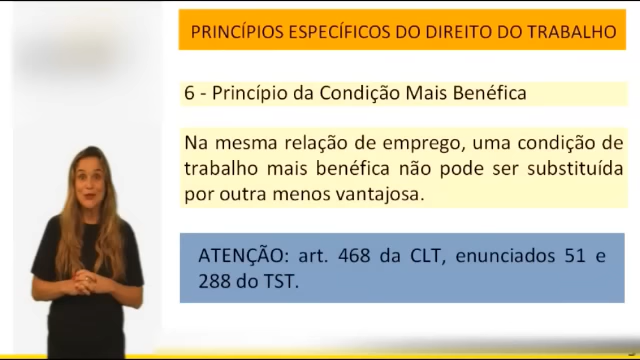 PRINCÍPIOS ESPECÍFICOS DO DIREITO DO TRABALHO
6 - Princípio da Condição Mais Benéfica
Na mesma relação de emprego, uma condição de
trabalho mais benéfica não pode ser substituída
por outra menos vantajosa.
ATENÇÃO: art. 468 da CLT, enunciados 51 e
288 do TST.